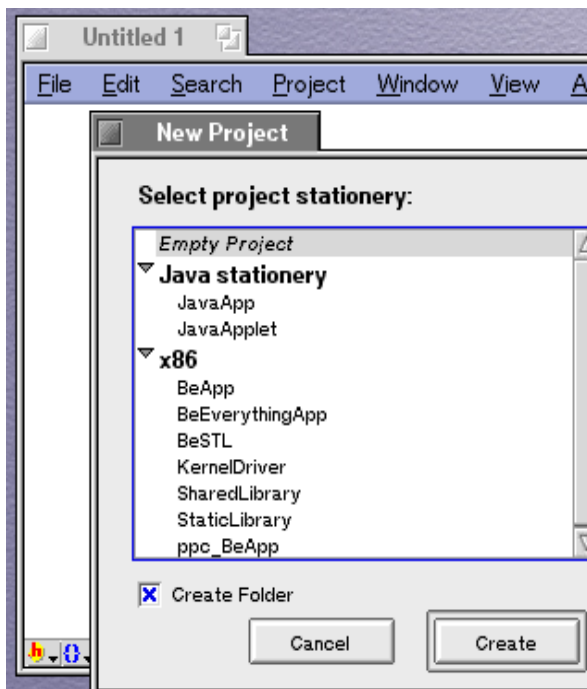 Untitled 1
File Edit Search Project Window View A
New Project
Select project stationery:
Empty Project
Java stationery
JavaApp
JavaApplet
x86
BeApp
BeEverythingApp
BeSTL
KernelDriver
SharedLibrary
StaticLibrary
ppc_BeApp
Create Folder
Cancel Create
h {}